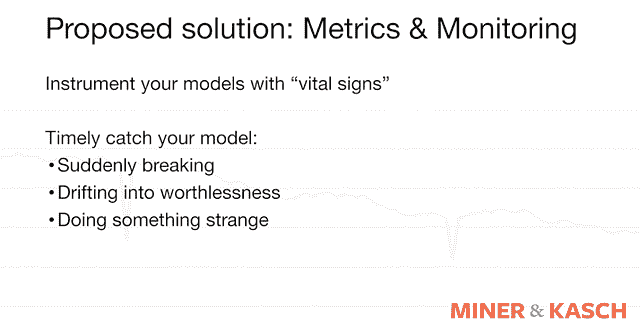 Proposed solution: Metrics & Monitoring
Instrument your models with “vital signs”
Timely catch your model:
• Suddenly breaking
• Drifting into worthlessness
• Doing something strange
MINER & KASCH